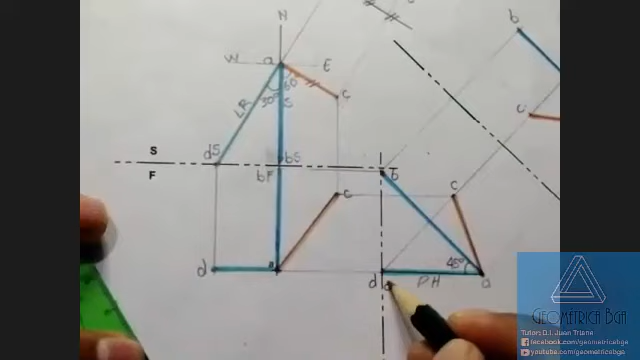 N
W a E
30° 60
S
LR
c
dS bS
S
F
bF
b
b
c
c
c
d a
45°
d PH a
GEOMETRICA BGA
Tutor: D.I. Juan Triana
facebook.com/geometricabga
youtube.com/geometricabga